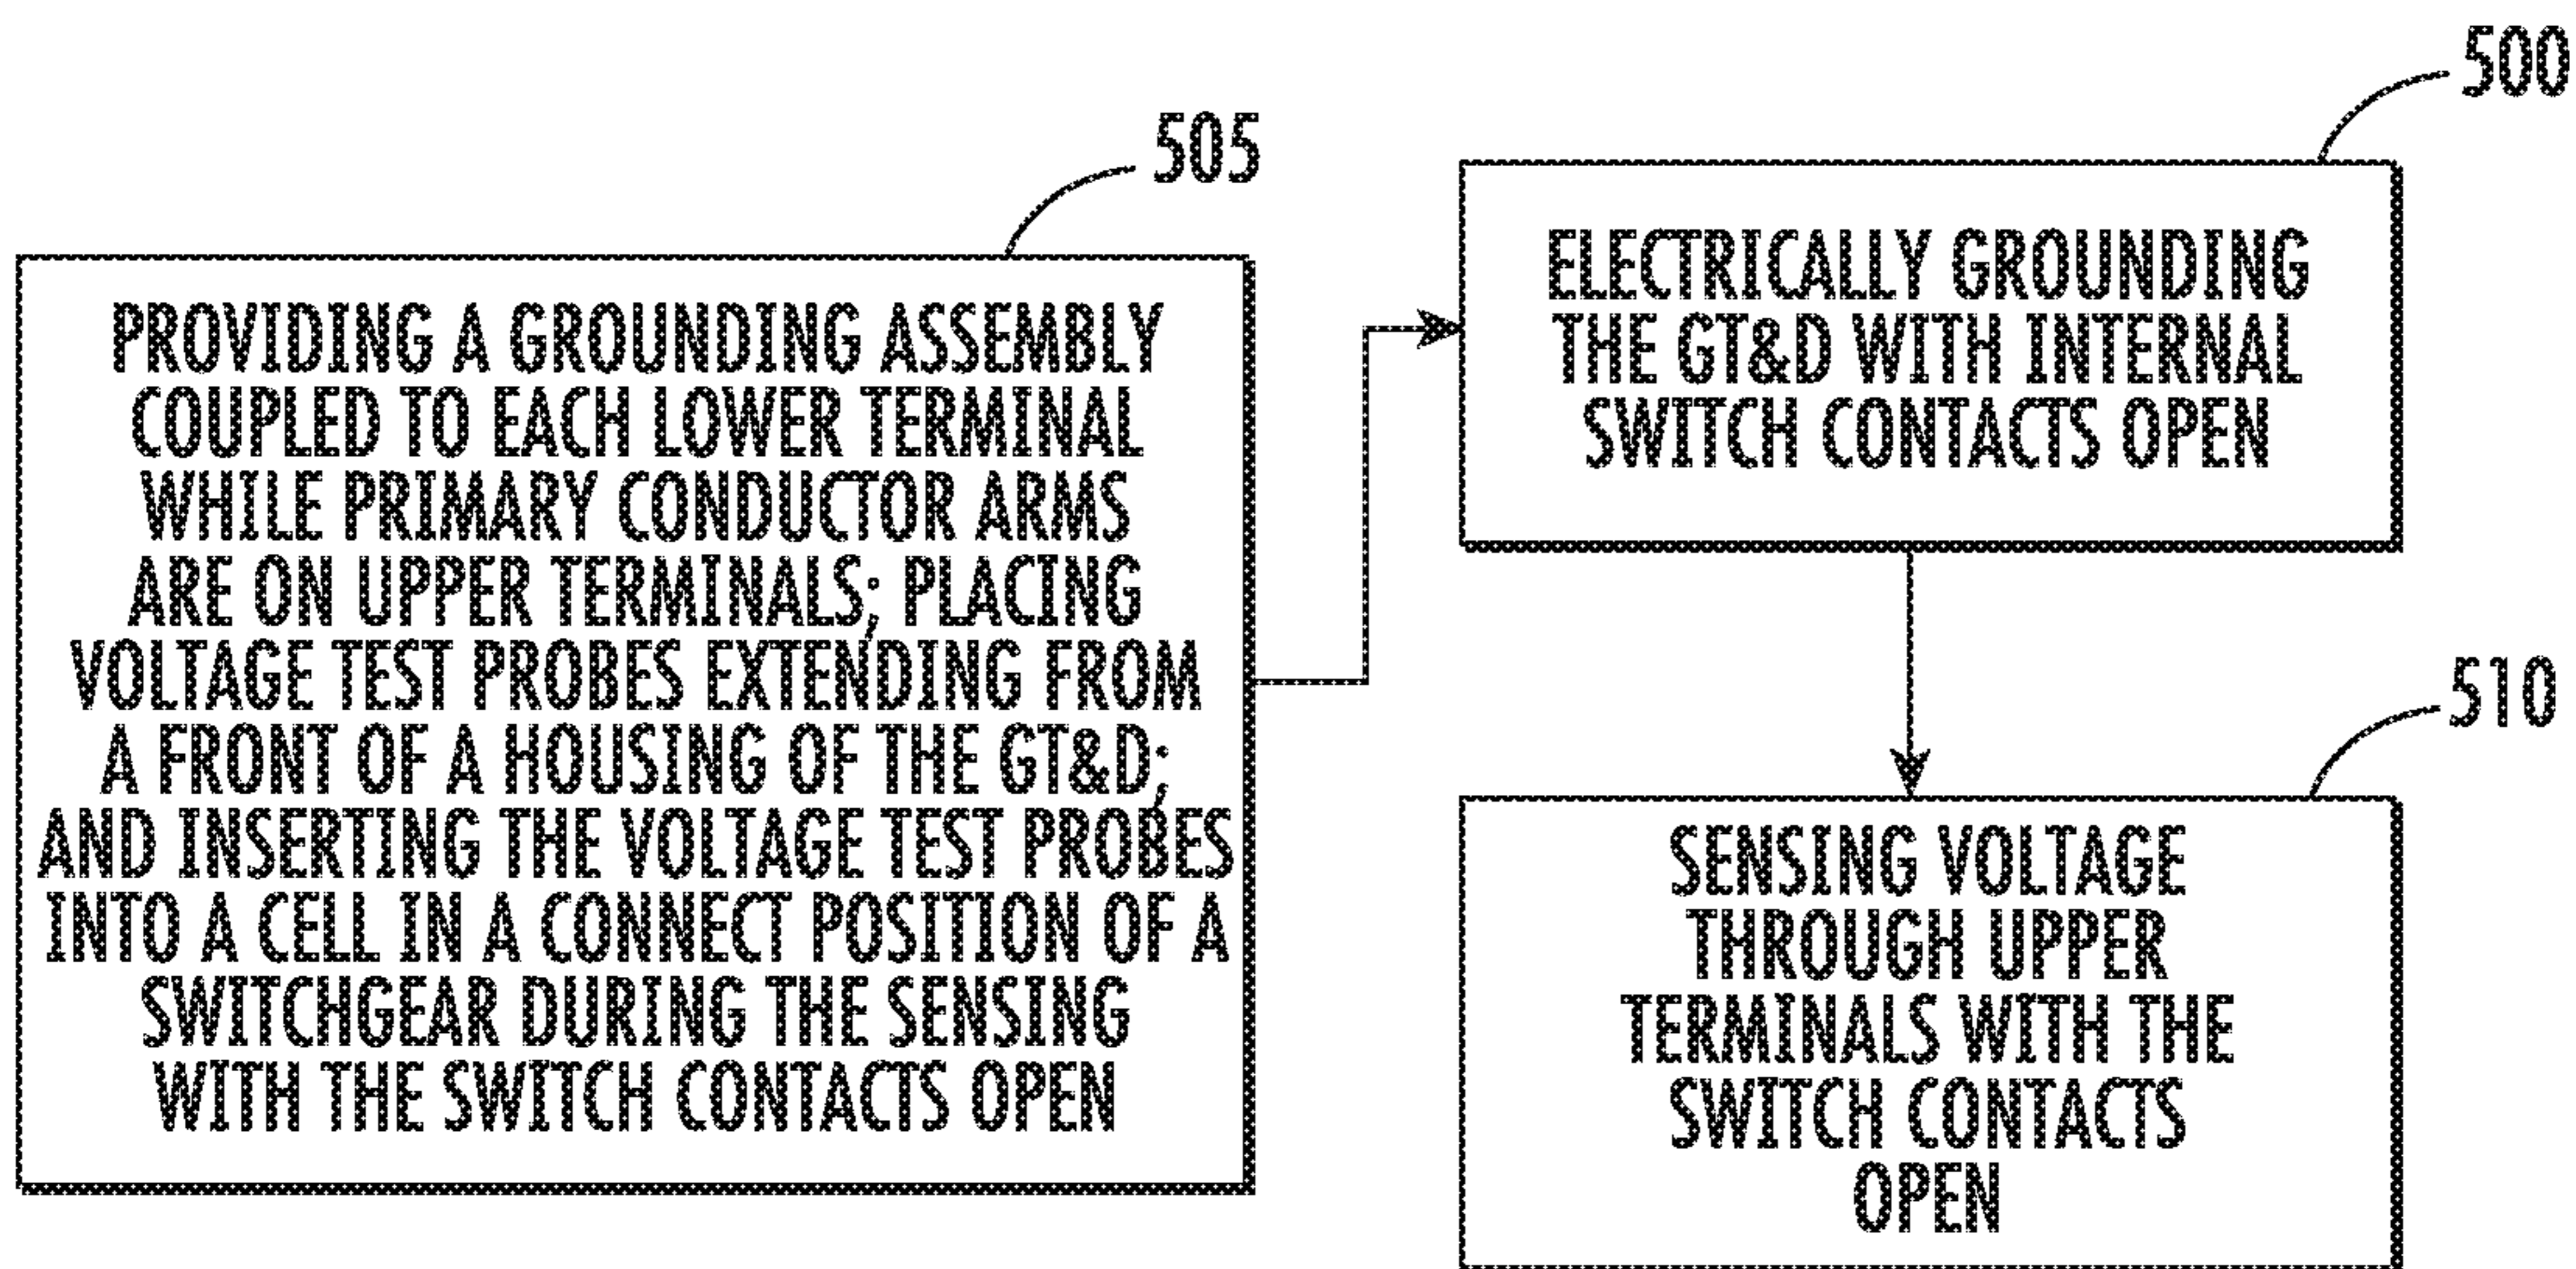 505
PROVIDING A GROUNDING ASSEMBLY
COUPLED TO EACH LOWER TERMINAL
WHILE PRIMARY CONDUCTOR ARMS
ARE ON UPPER TERMINALS; PLACING
VOLTAGE TEST PROBES EXTENDING FROM
A FRONT OF A HOUSING OF THE GT&D;
AND INSERTING THE VOLTAGE TEST PROBES
INTO A CELL IN A CONNECT POSITION OF A
SWITCHGEAR DURING THE SENSING
WITH THE SWITCH CONTACTS OPEN
500
ELECTRICALLY GROUNDING
THE GT&D WITH INTERNAL
SWITCH CONTACTS OPEN
510
SENSING VOLTAGE
THROUGH UPPER
TERMINALS WITH THE
SWITCH CONTACTS
OPEN